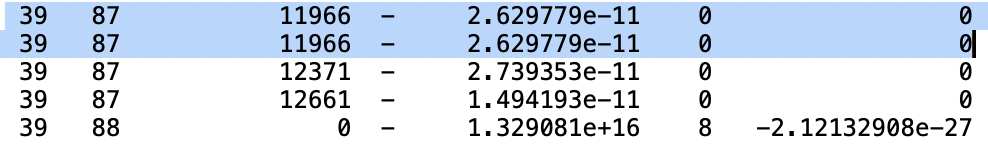 39 87 11966 - 2.629779e-11 0 0
39 87 11966 - 2.629779e-11 0 0
39 87 12371 - 2.739353e-11 0 0
39 87 12661 - 1.494193e-11 0 0
39 88 0 - 1.329081e+16 8 -2.12132908e-27